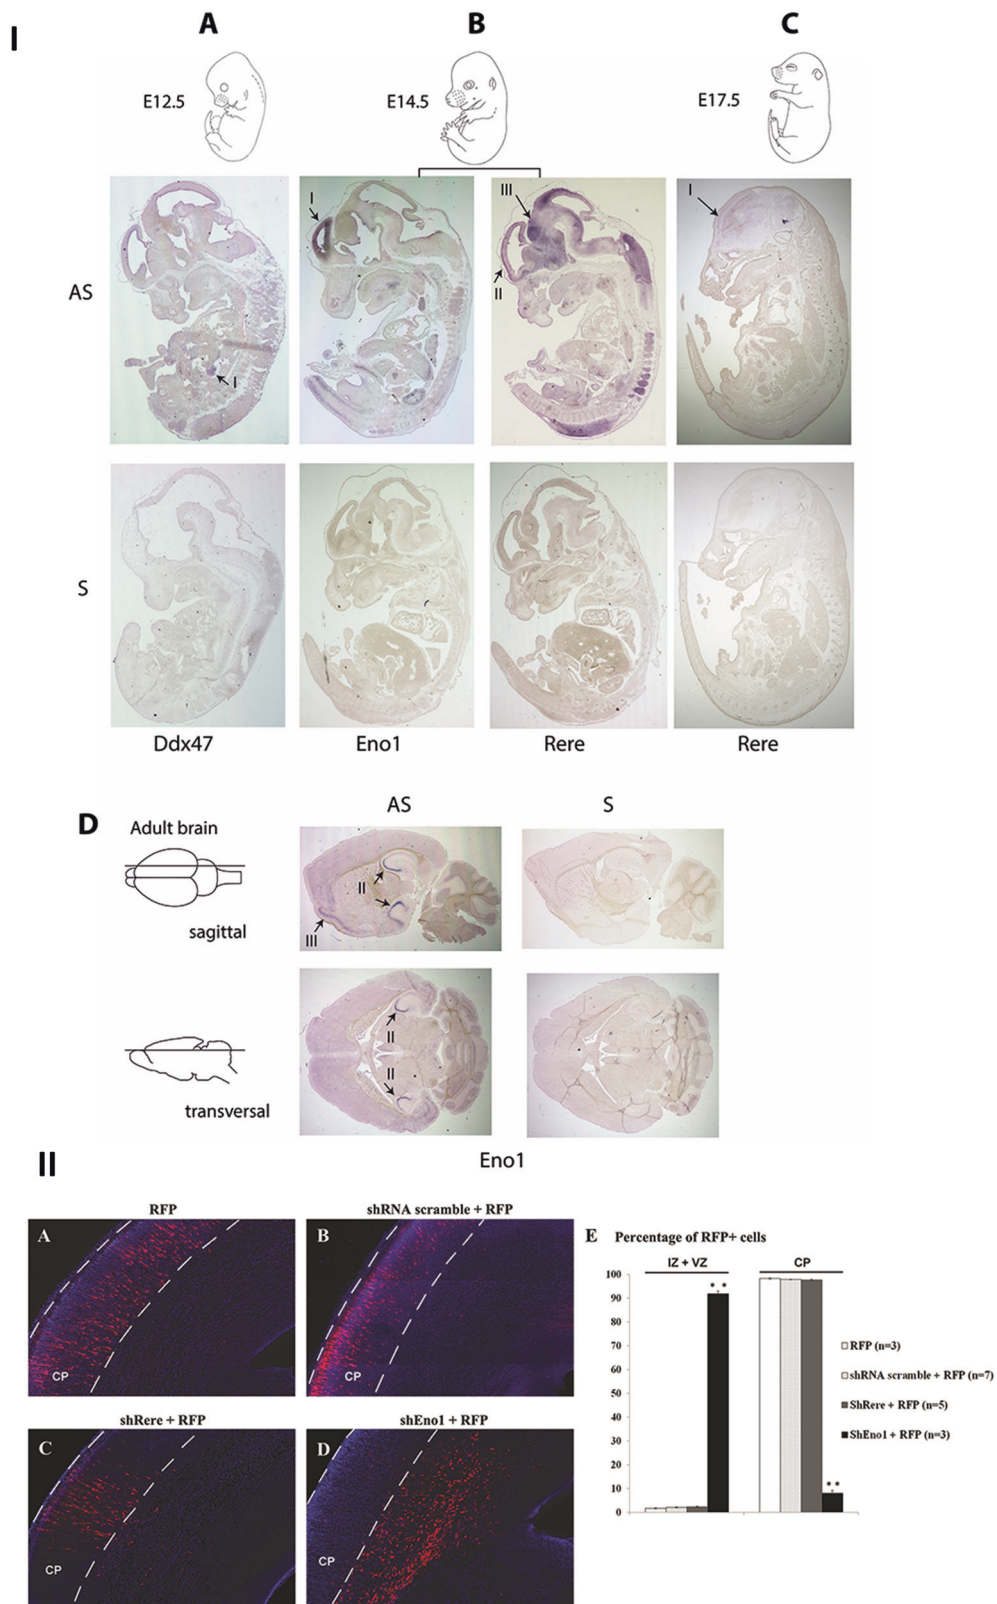 I
A B C
E12.5 E14.5 E17.5
I III I
AS
II
I
S
Ddx47 Eno1 Rere Rere
D AS S
Adult brain
II
sagittal
III
II
II
transversal
Eno1
II
RFP shRNA scramble + RFP
A B
CP CP
shRere + RFP shEno1 + RFP
C D
CP CP
E Percentage of RFP+ cells
IZ + VZ CP
100
90
80
70
60
50
40
30
20
10
0
* *
* *
RFP (n=3)
shRNA scramble + RFP (n=7)
ShRere + RFP (n=5)
ShEno1 + RFP (n=3)